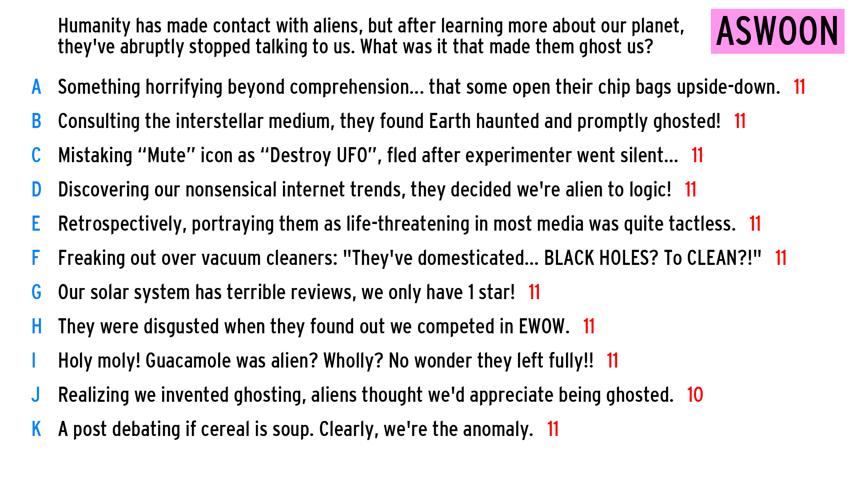 Humanity has made contact with aliens, but after learning more about our planet,
they've abruptly stopped talking to us. What was it that made them ghost us?
ASWOON
A Something horrifying beyond comprehension... that some open their chip bags upside-down. 11
B Consulting the interstellar medium, they found Earth haunted and promptly ghosted! 11
C Mistaking “Mute” icon as “Destroy UFO”, fled after experimenter went silent... 11
D Discovering our nonsensical internet trends, they decided we're alien to logic! 11
E Retrospectively, portraying them as life-threatening in most media was quite tactless. 11
F Freaking out over vacuum cleaners: "They've domesticated... BLACK HOLES? To CLEAN?!" 11
G Our solar system has terrible reviews, we only have 1 star! 11
H They were disgusted when they found out we competed in EWOW. 11
I Holy moly! Guacamole was alien? Wholly? No wonder they left fully!! 11
J Realizing we invented ghosting, aliens thought we'd appreciate being ghosted. 10
K A post debating if cereal is soup. Clearly, we're the anomaly. 11